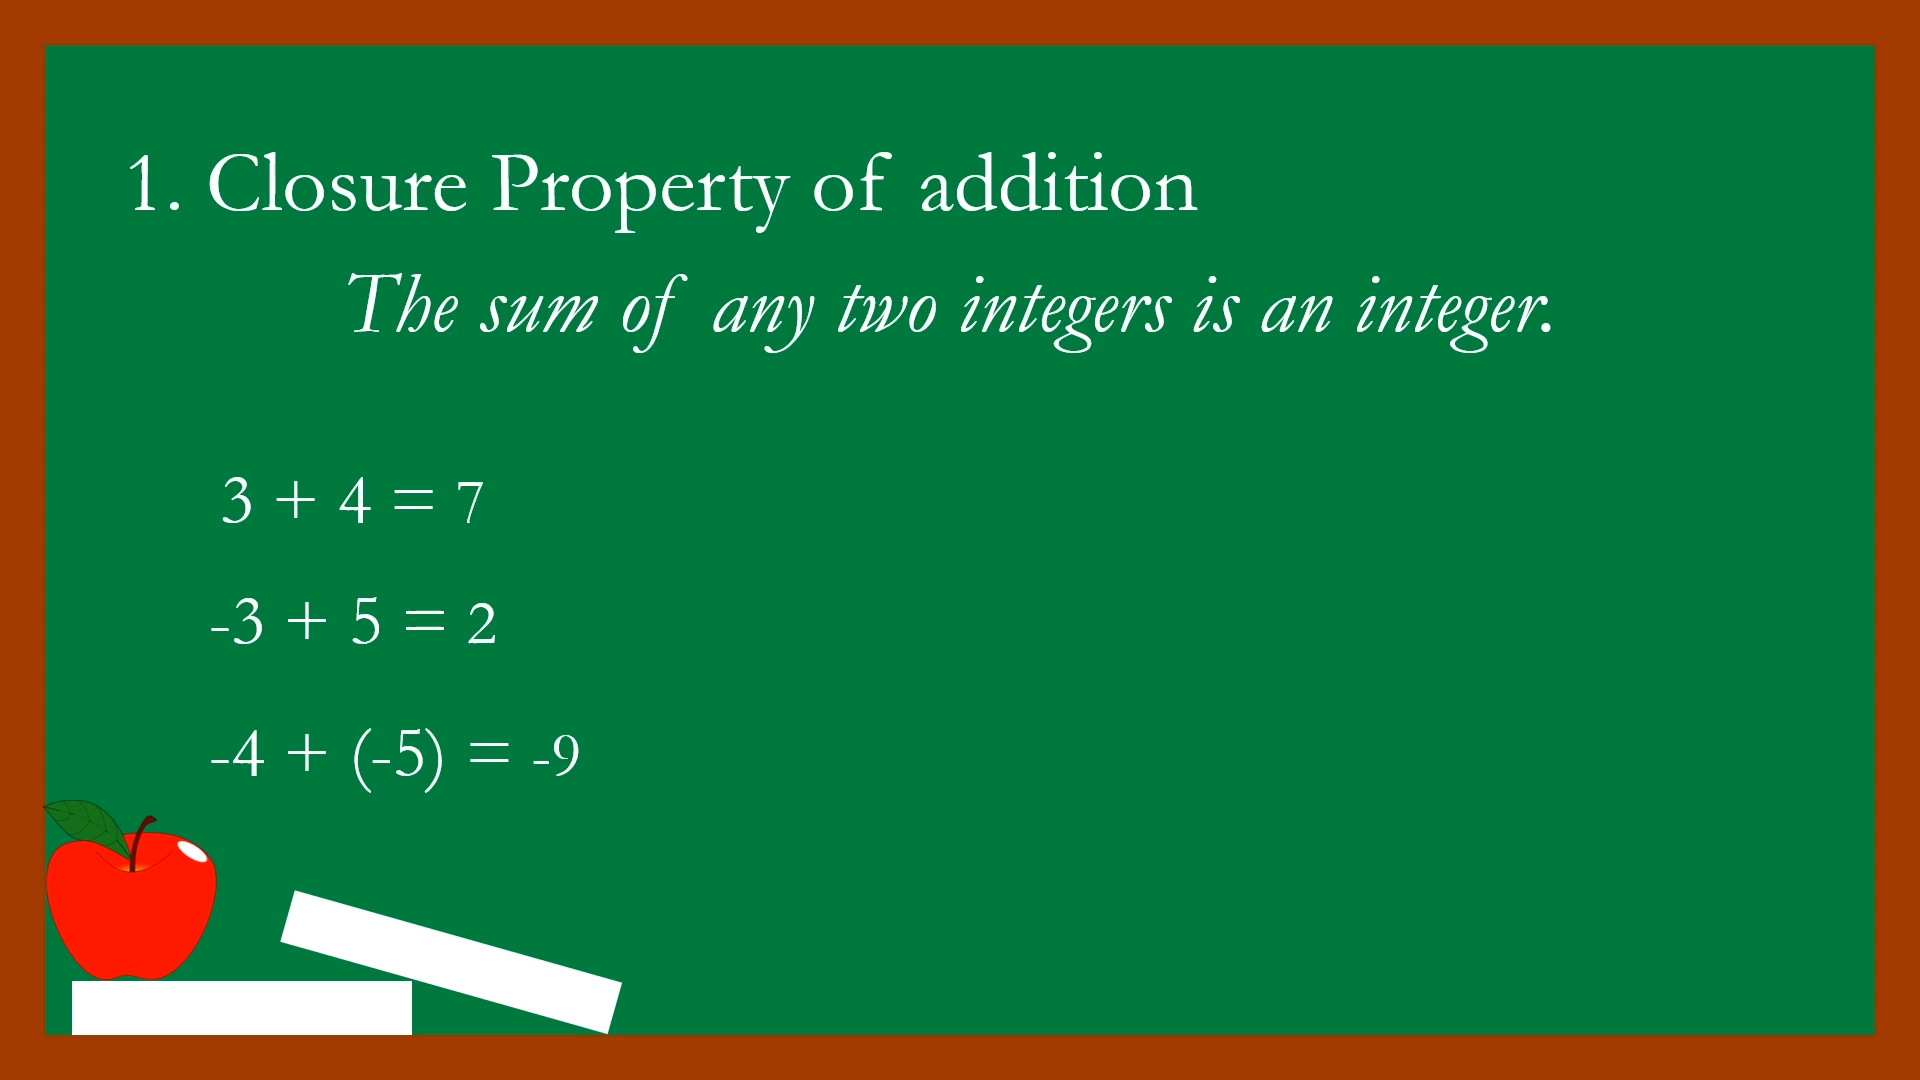 1. Closure Property of addition
The sum of any two integers is an integer.
3 + 4 = 7
-3 + 5 = 2
-4 + (-5) = -9